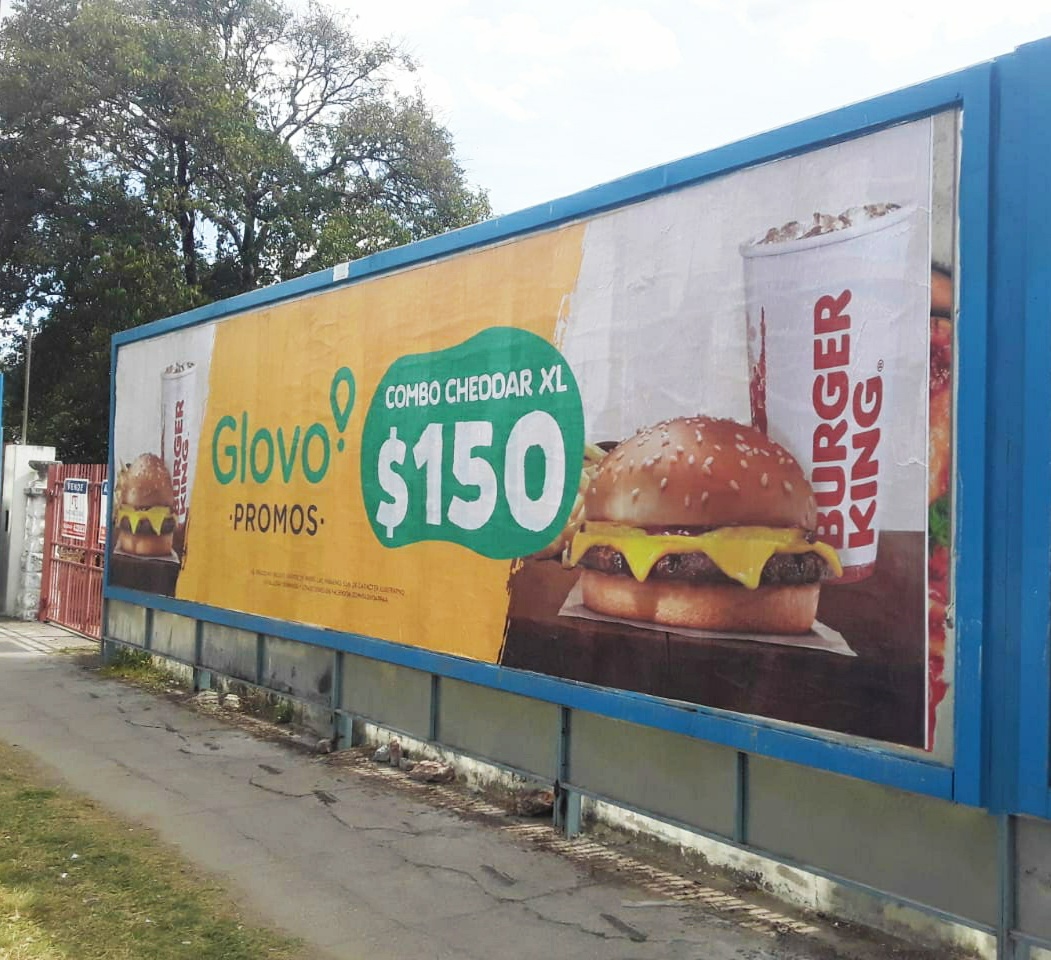 BURGER
KING
Glovo
·PROMOS·
COMBO CHEDDAR XL
$150
BURGER
KING®
VENDE